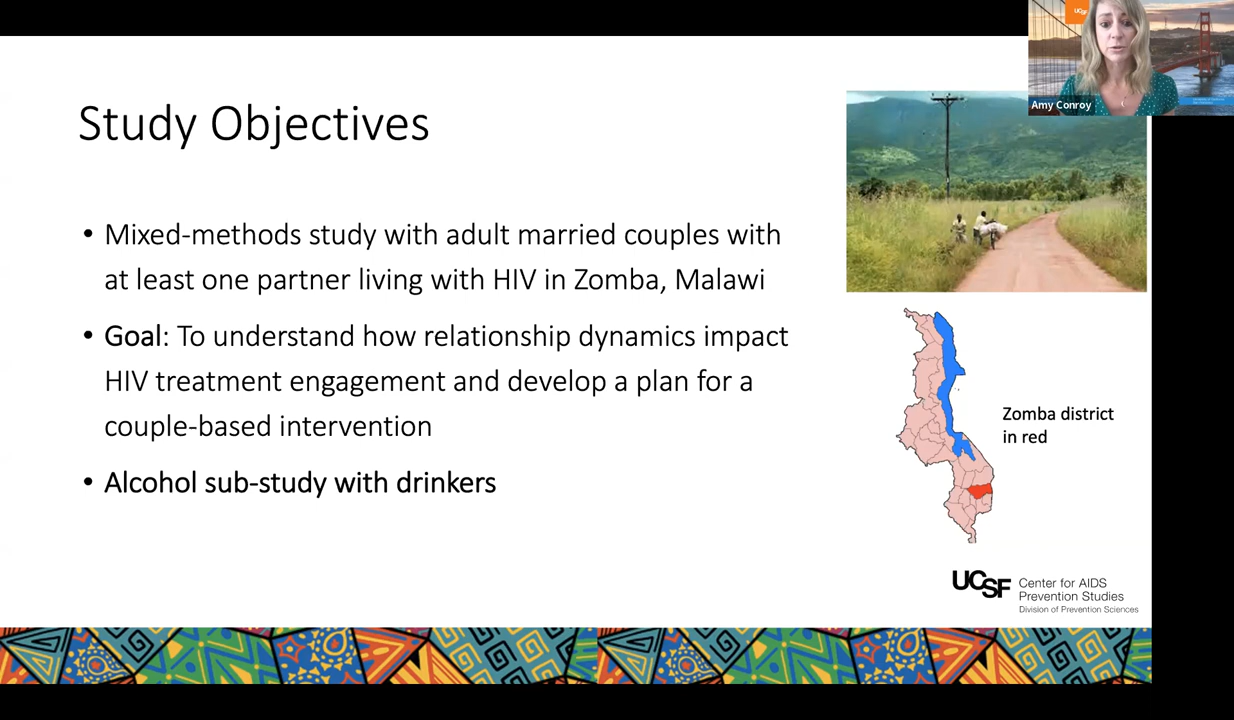 UCSF
Amy Conroy
Study Objectives
• Mixed-methods study with adult married couples with
at least one partner living with HIV in Zomba, Malawi
• Goal: To understand how relationship dynamics impact
HIV treatment engagement and develop a plan for a
couple-based intervention
• Alcohol sub-study with drinkers
Zomba district
in red
UCSF
Center for AIDS
Prevention Studies
Division of Prevention Sciences